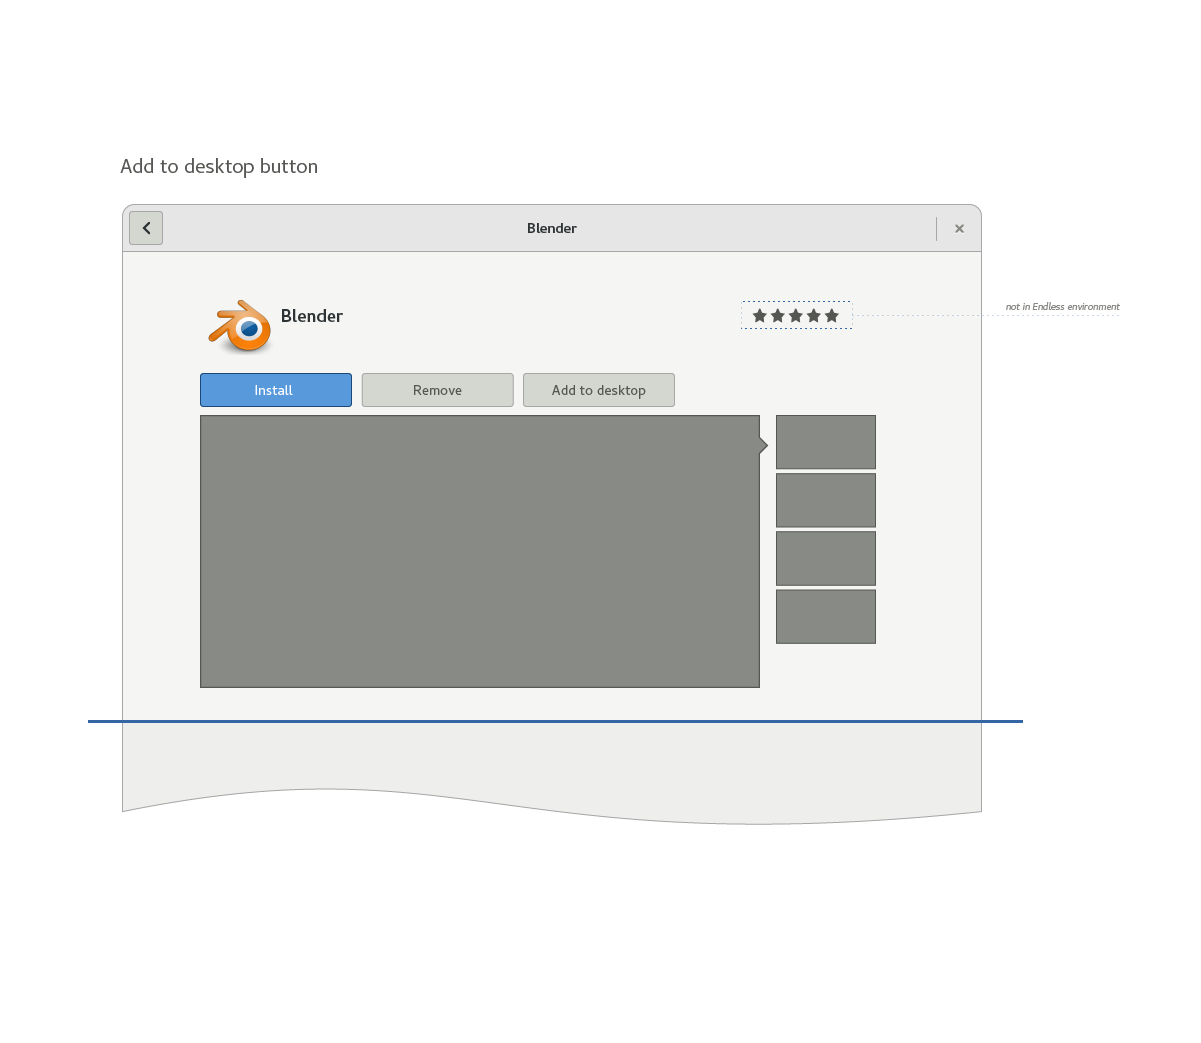 Add to desktop button
Blender
not in Endless environment
Blender
Install
Remove
Add to desktop